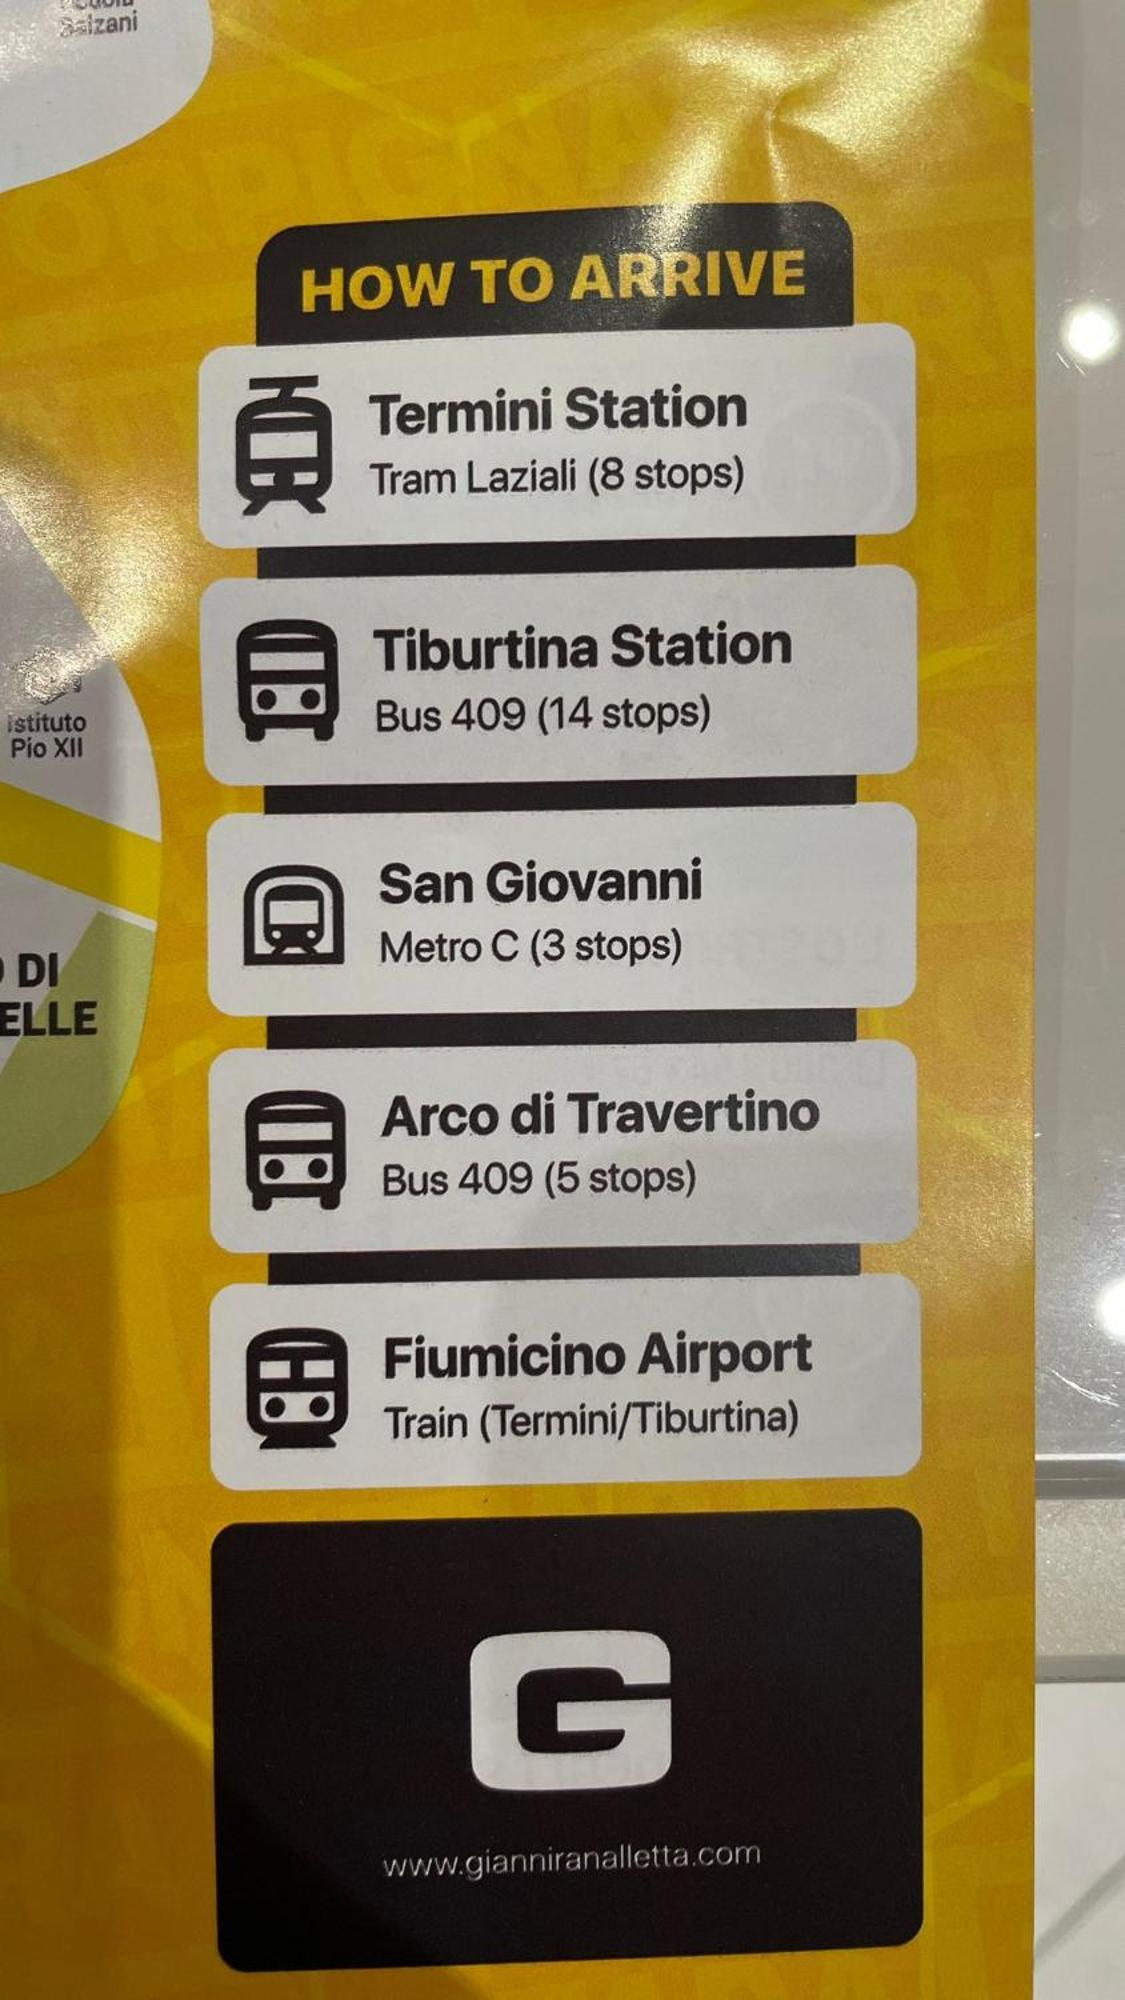 Balzani
HOW TO ARRIVE
Termini Station
Tram Laziali (8 stops)
Tiburtina Station
Bus 409 (14 stops)
Istituto
Pio XII
San Giovanni
Metro C (3 stops)
DI
ELLE
Arco di Travertino
Bus 409 (5 stops)
Fiumicino Airport
Train (Termini/Tiburtina)
G
www.gianniranalletta.com